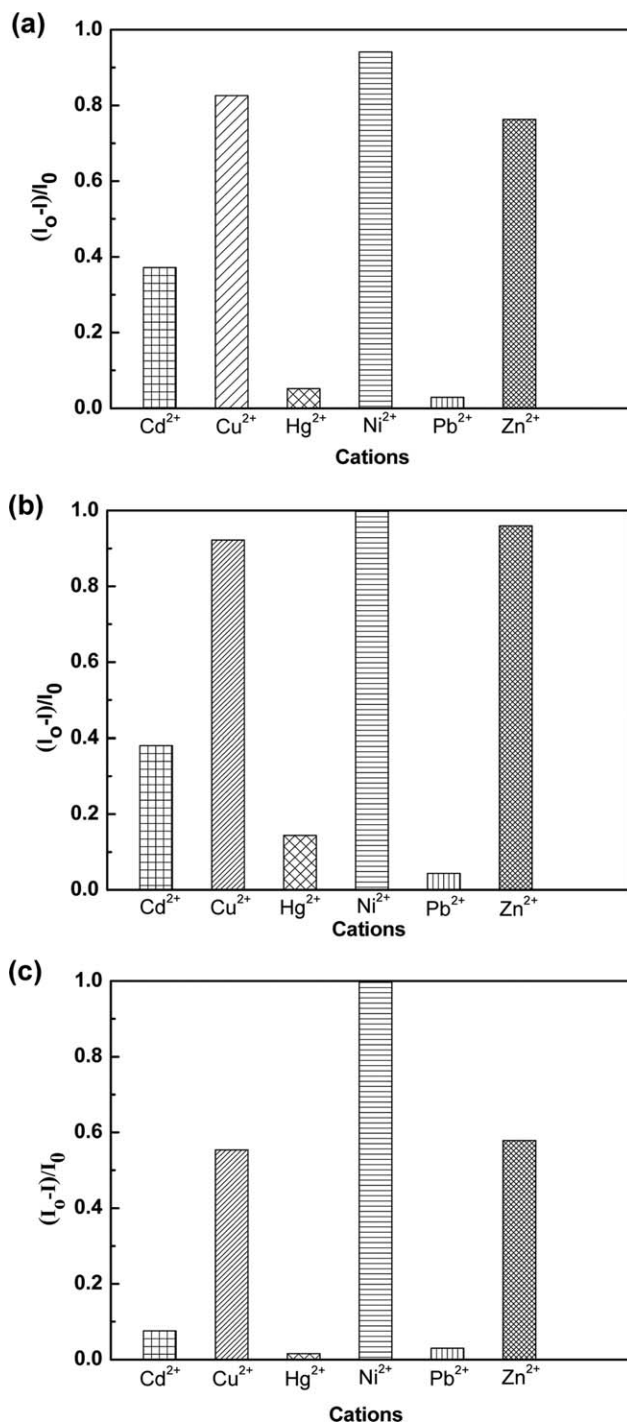 (a)
1.0
0.8
0.6
0.4
0.2
0.0
(I₀-I)/I₀
Cd²⁺ Cu²⁺ Hg²⁺ Ni²⁺ Pb²⁺ Zn²⁺
Cations
(b)
1.0
0.8
0.6
0.4
0.2
0.0
(I₀-I)/I₀
Cd²⁺ Cu²⁺ Hg²⁺ Ni²⁺ Pb²⁺ Zn²⁺
Cations
(c)
1.0
0.8
0.6
0.4
0.2
0.0
(I₀-I)/I₀
Cd²⁺ Cu²⁺ Hg²⁺ Ni²⁺ Pb²⁺ Zn²⁺
Cations